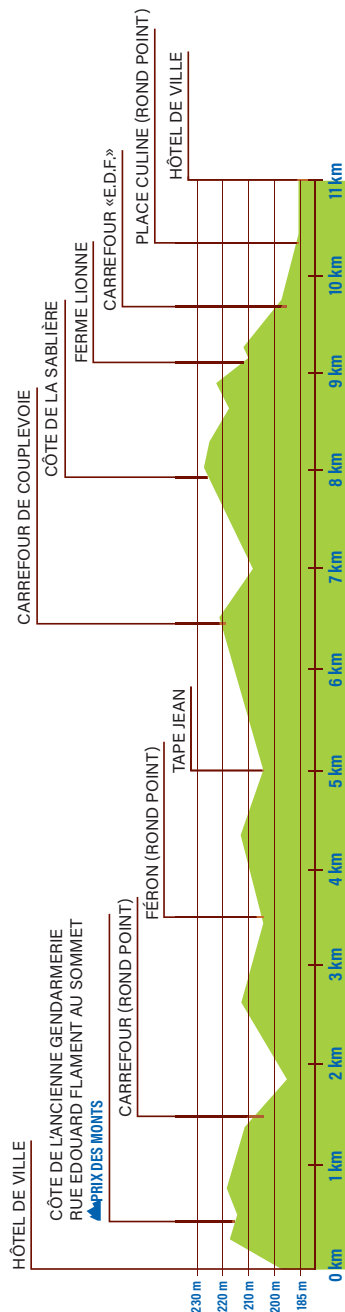 HÔTEL DE VILLE
CÔTE DE L'ANCIENNE GENDARMERIE
RUE EDOUARD FLAMENT AU SOMMET
PRIX DES MONTS
CARREFOUR (ROND POINT)
FÉRON (ROND POINT)
TAPE JEAN
CARREFOUR DE COUPLEVOIE
CÔTE DE LA SABLIÈRE
FERME LIONNE
CARREFOUR «E.D.F.»
PLACE CULINE (ROND POINT)
HÔTEL DE VILLE
230 m
220 m
210 m
200 m
185 m
0 km
1 km
2 km
3 km
4 km
5 km
6 km
7 km
8 km
9 km
10 km
11 km